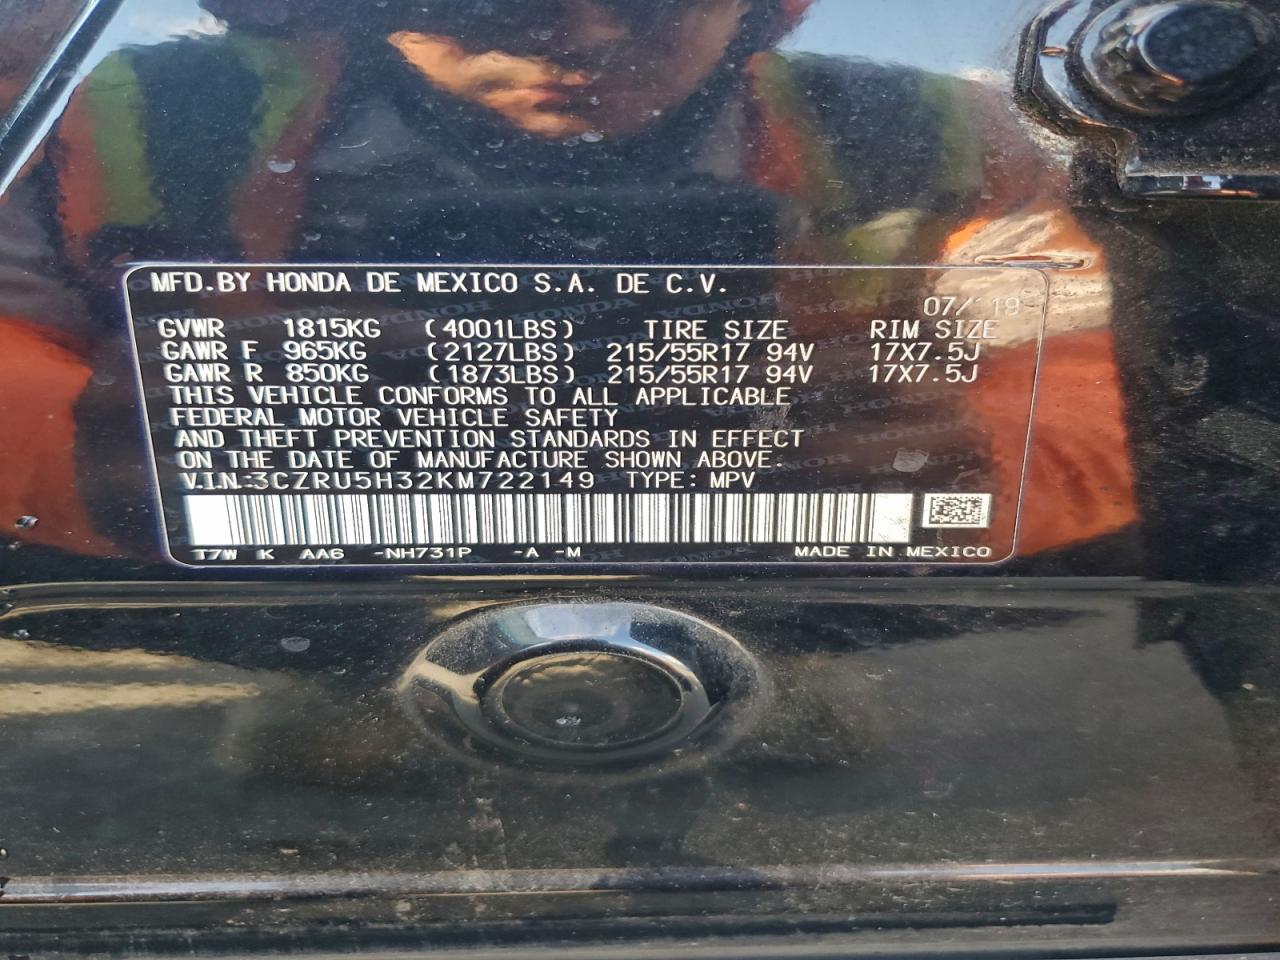 MFD.BY HONDA DE MEXICO S.A. DE C.V.
07/'19
GVWR 1815KG (4001LBS) TIRE SIZE RIM SIZE
GAWR F 965KG (2127LBS) 215/55R17 94V 17X7.5J
GAWR R 850KG (1873LBS) 215/55R17 94V 17X7.5J
THIS VEHICLE CONFORMS TO ALL APPLICABLE
FEDERAL MOTOR VEHICLE SAFETY
AND THEFT PREVENTION STANDARDS IN EFFECT
ON THE DATE OF MANUFACTURE SHOWN ABOVE.
V.I.N.:3CZRU5H32KM722149 TYPE: MPV
T7W K AA6 -NH731P -A -M MADE IN MEXICO